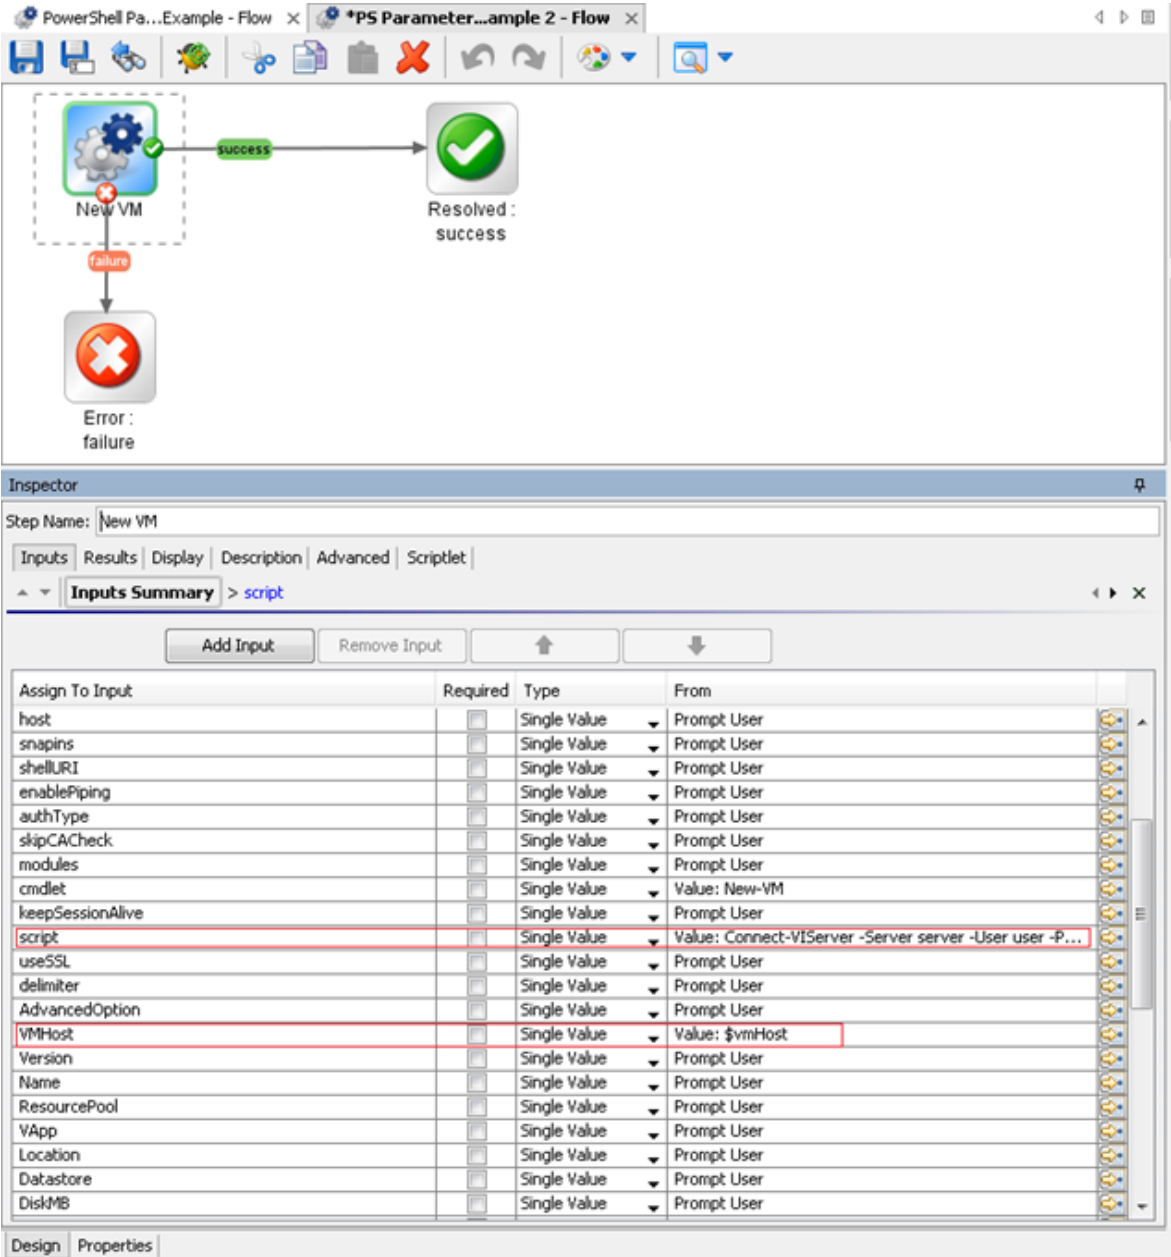 PowerShell Pa...Example - Flow *PS Parameter...ample 2 - Flow
success
New VM
Resolved :
success
failure
Error :
failure
Inspector
Step Name: New VM
Inputs Results Display Description Advanced Scriptlet
Inputs Summary > script
Add Input Remove Input
Assign To Input Required Type From
host Single Value Prompt User
snapins Single Value Prompt User
shellURI Single Value Prompt User
enablePiping Single Value Prompt User
authType Single Value Prompt User
skipCACheck Single Value Prompt User
modules Single Value Prompt User
cmdlet Single Value Value: New-VM
keepSessionAlive Single Value Prompt User
script Single Value Value: Connect-VIServer -Server server -User user -P...
useSSL Single Value Prompt User
delimiter Single Value Prompt User
AdvancedOption Single Value Prompt User
VMHost Single Value Value: $vmHost
Version Single Value Prompt User
Name Single Value Prompt User
ResourcePool Single Value Prompt User
VApp Single Value Prompt User
Location Single Value Prompt User
Datastore Single Value Prompt User
DiskMB Single Value Prompt User
Design Properties